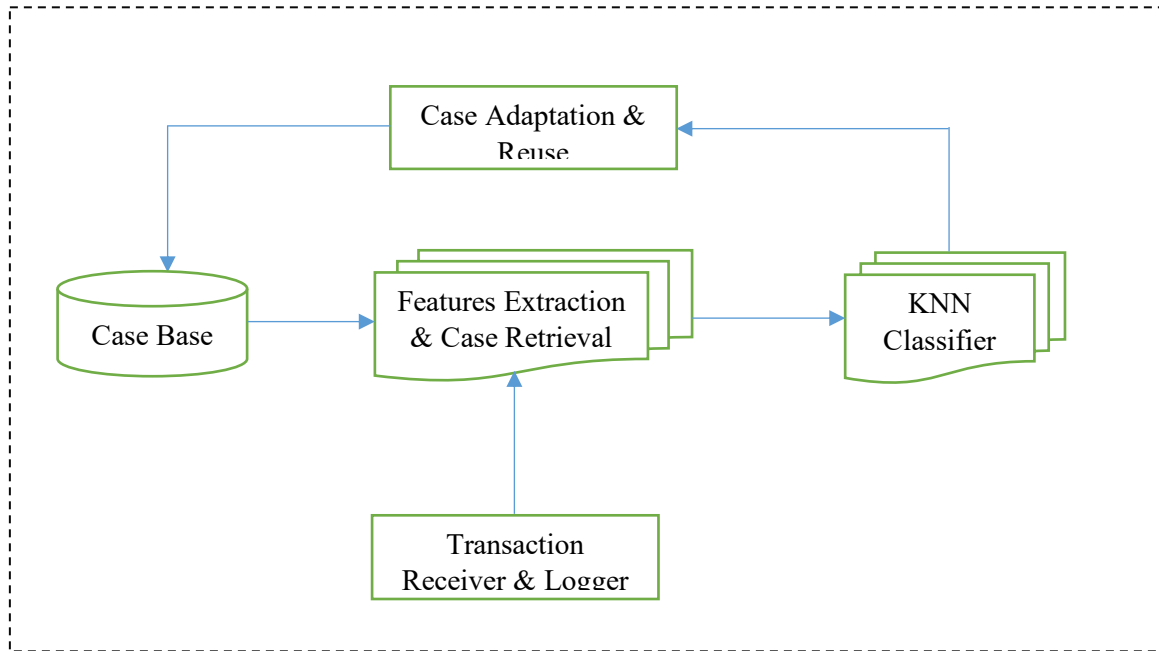 Case Adaptation &
Reuse
Case Base
Features Extraction
& Case Retrieval
KNN
Classifier
Transaction
Receiver & Logger